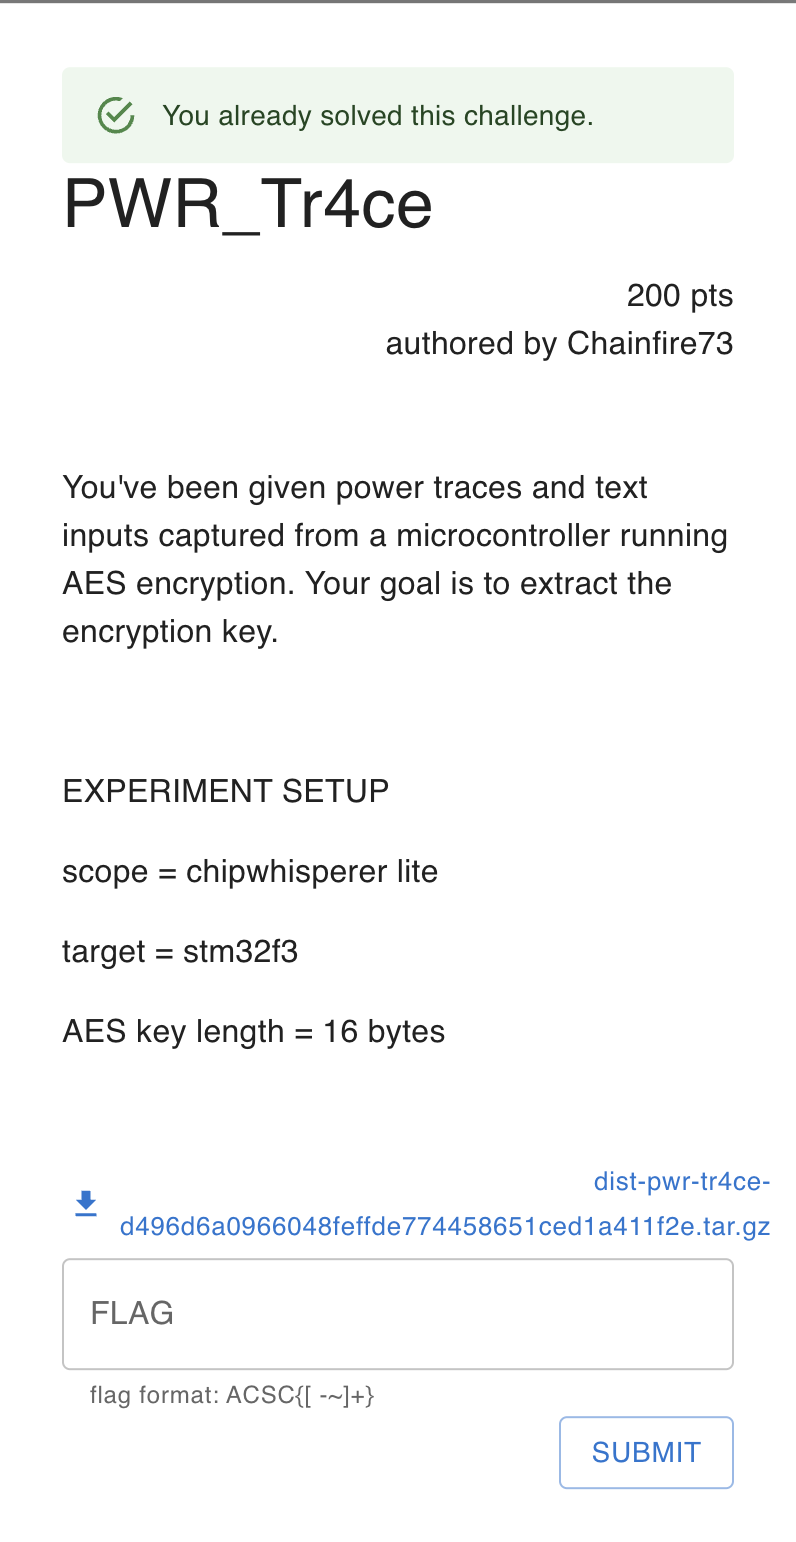 You already solved this challenge.
PWR_Tr4ce
200 pts
authored by Chainfire73
You've been given power traces and text
inputs captured from a microcontroller running
AES encryption. Your goal is to extract the
encryption key.
EXPERIMENT SETUP
scope = chipwhisperer lite
target = stm32f3
AES key length = 16 bytes
dist-pwr-tr4ce-
d496d6a0966048feffde774458651ced1a411f2e.tar.gz
FLAG
flag format: ACSC{[ -~]+}
SUBMIT